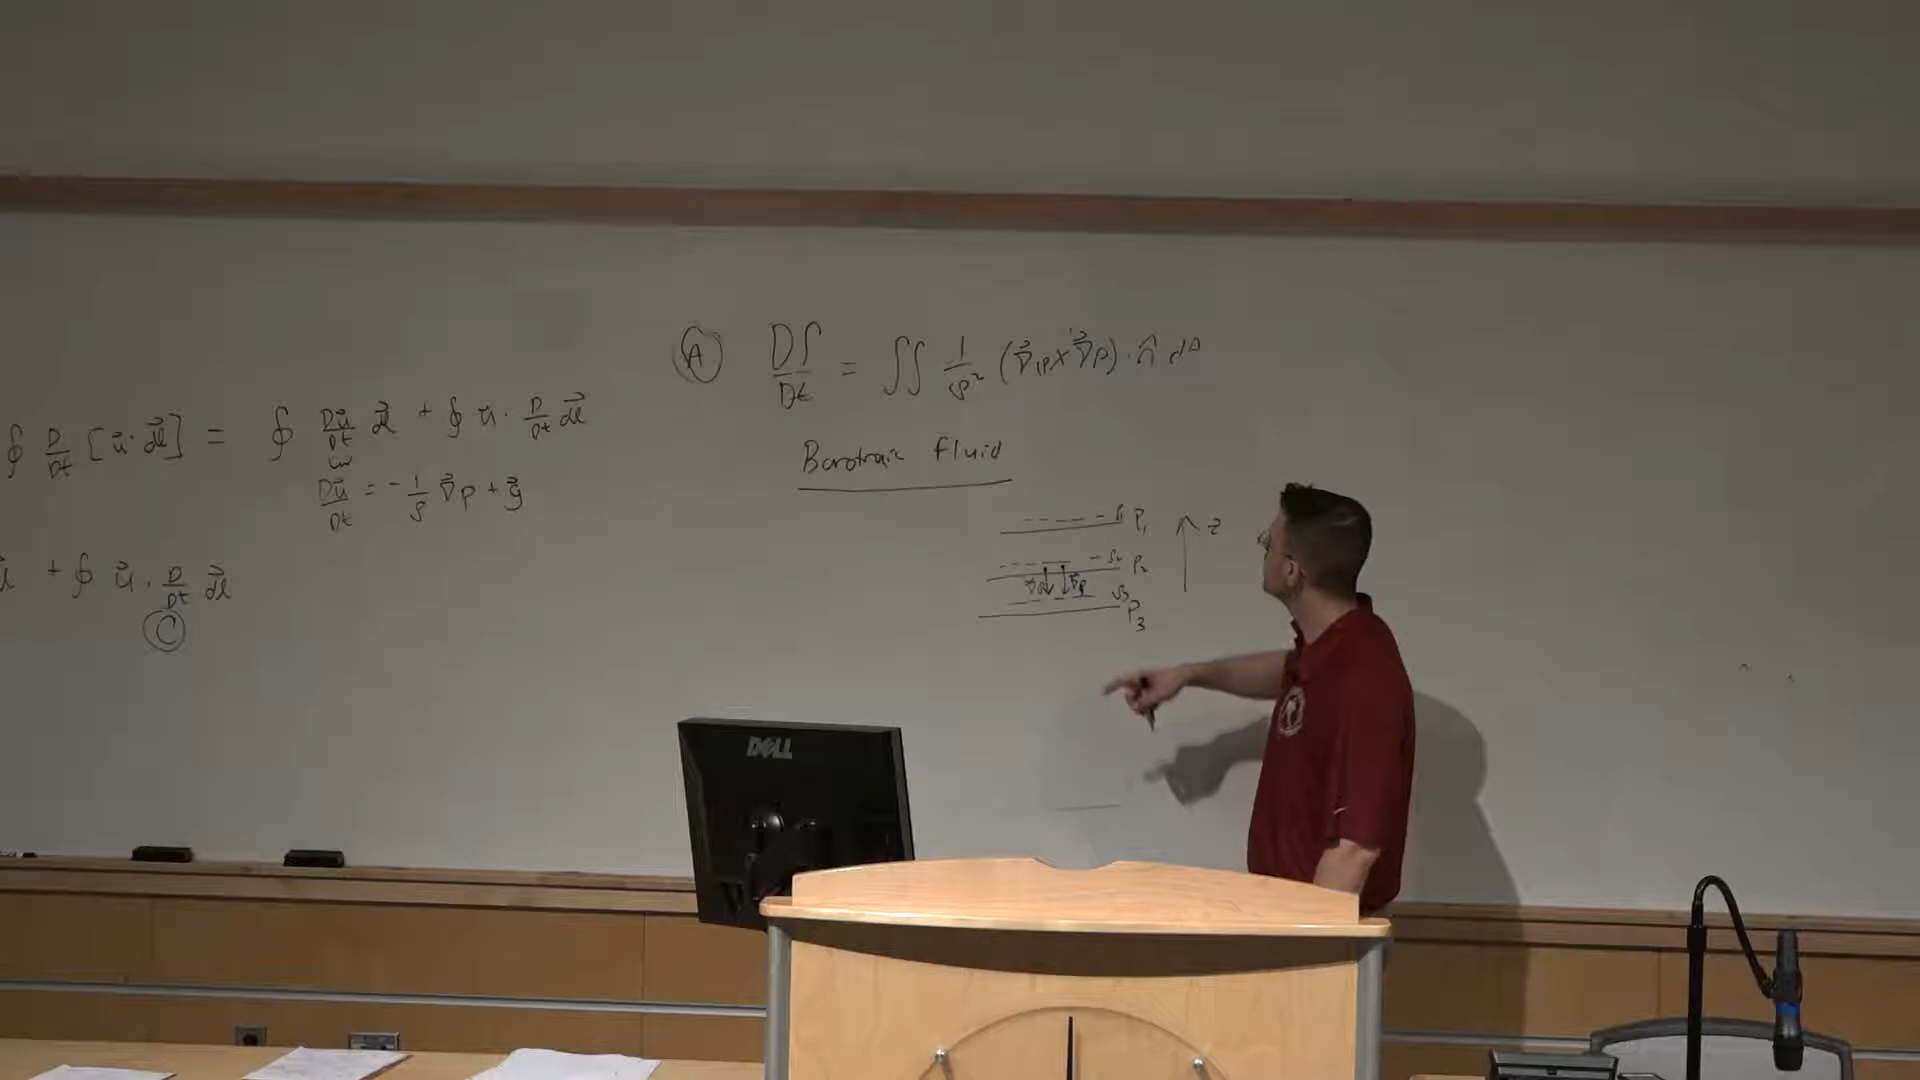 ∮ D/Dt [u⃗ · dl⃗] = ∮ Du⃗/Dt dl⃗ + ∮ u⃗ · D/Dt dl⃗
Du⃗/Dt = - 1/ρ ∇⃗p + g⃗
+ ∮ u⃗ · D/Dt dl⃗
C
A DΓ/Dt = ∬ 1/ρ² (∇⃗ρ × ∇⃗p) · n̂ dA
fluid
ρ₁ P₁
z
ρ₂ P₂
∇ρ ∇p ρ₃
P₃
DELL